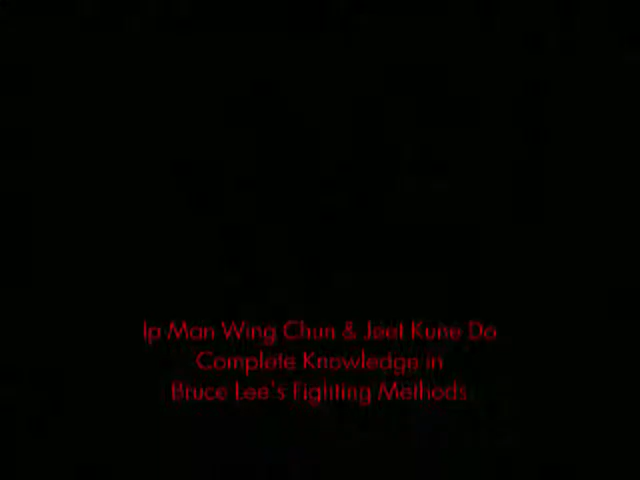 Ip Man Wing Chun & Jeet Kune Do
Complete Knowledge in
Bruce Lee's Fighting Methods